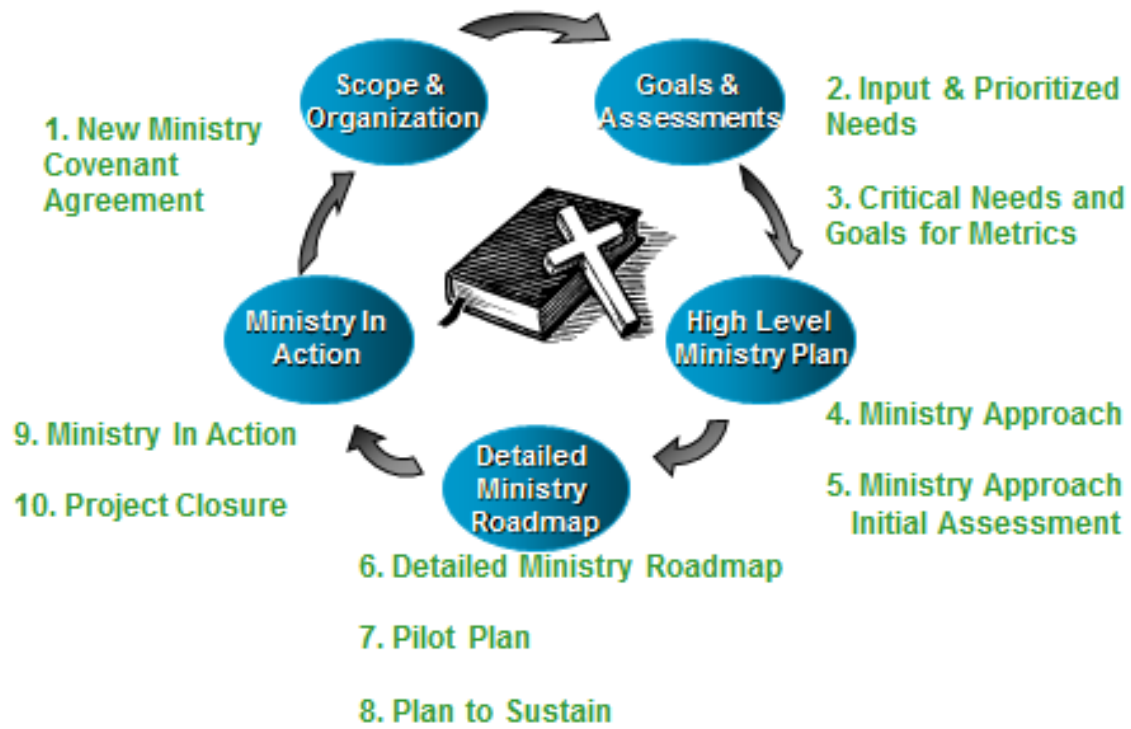 Scope &
Organization
Goals &
Assessments
1. New Ministry
Covenant
Agreement
2. Input & Prioritized
Needs
3. Critical Needs and
Goals for Metrics
Ministry In
Action
High Level
Ministry Plan
4. Ministry Approach
5. Ministry Approach
Initial Assessment
Detailed
Ministry
Roadmap
9. Ministry In Action
10. Project Closure
6. Detailed Ministry Roadmap
7. Pilot Plan
8. Plan to Sustain